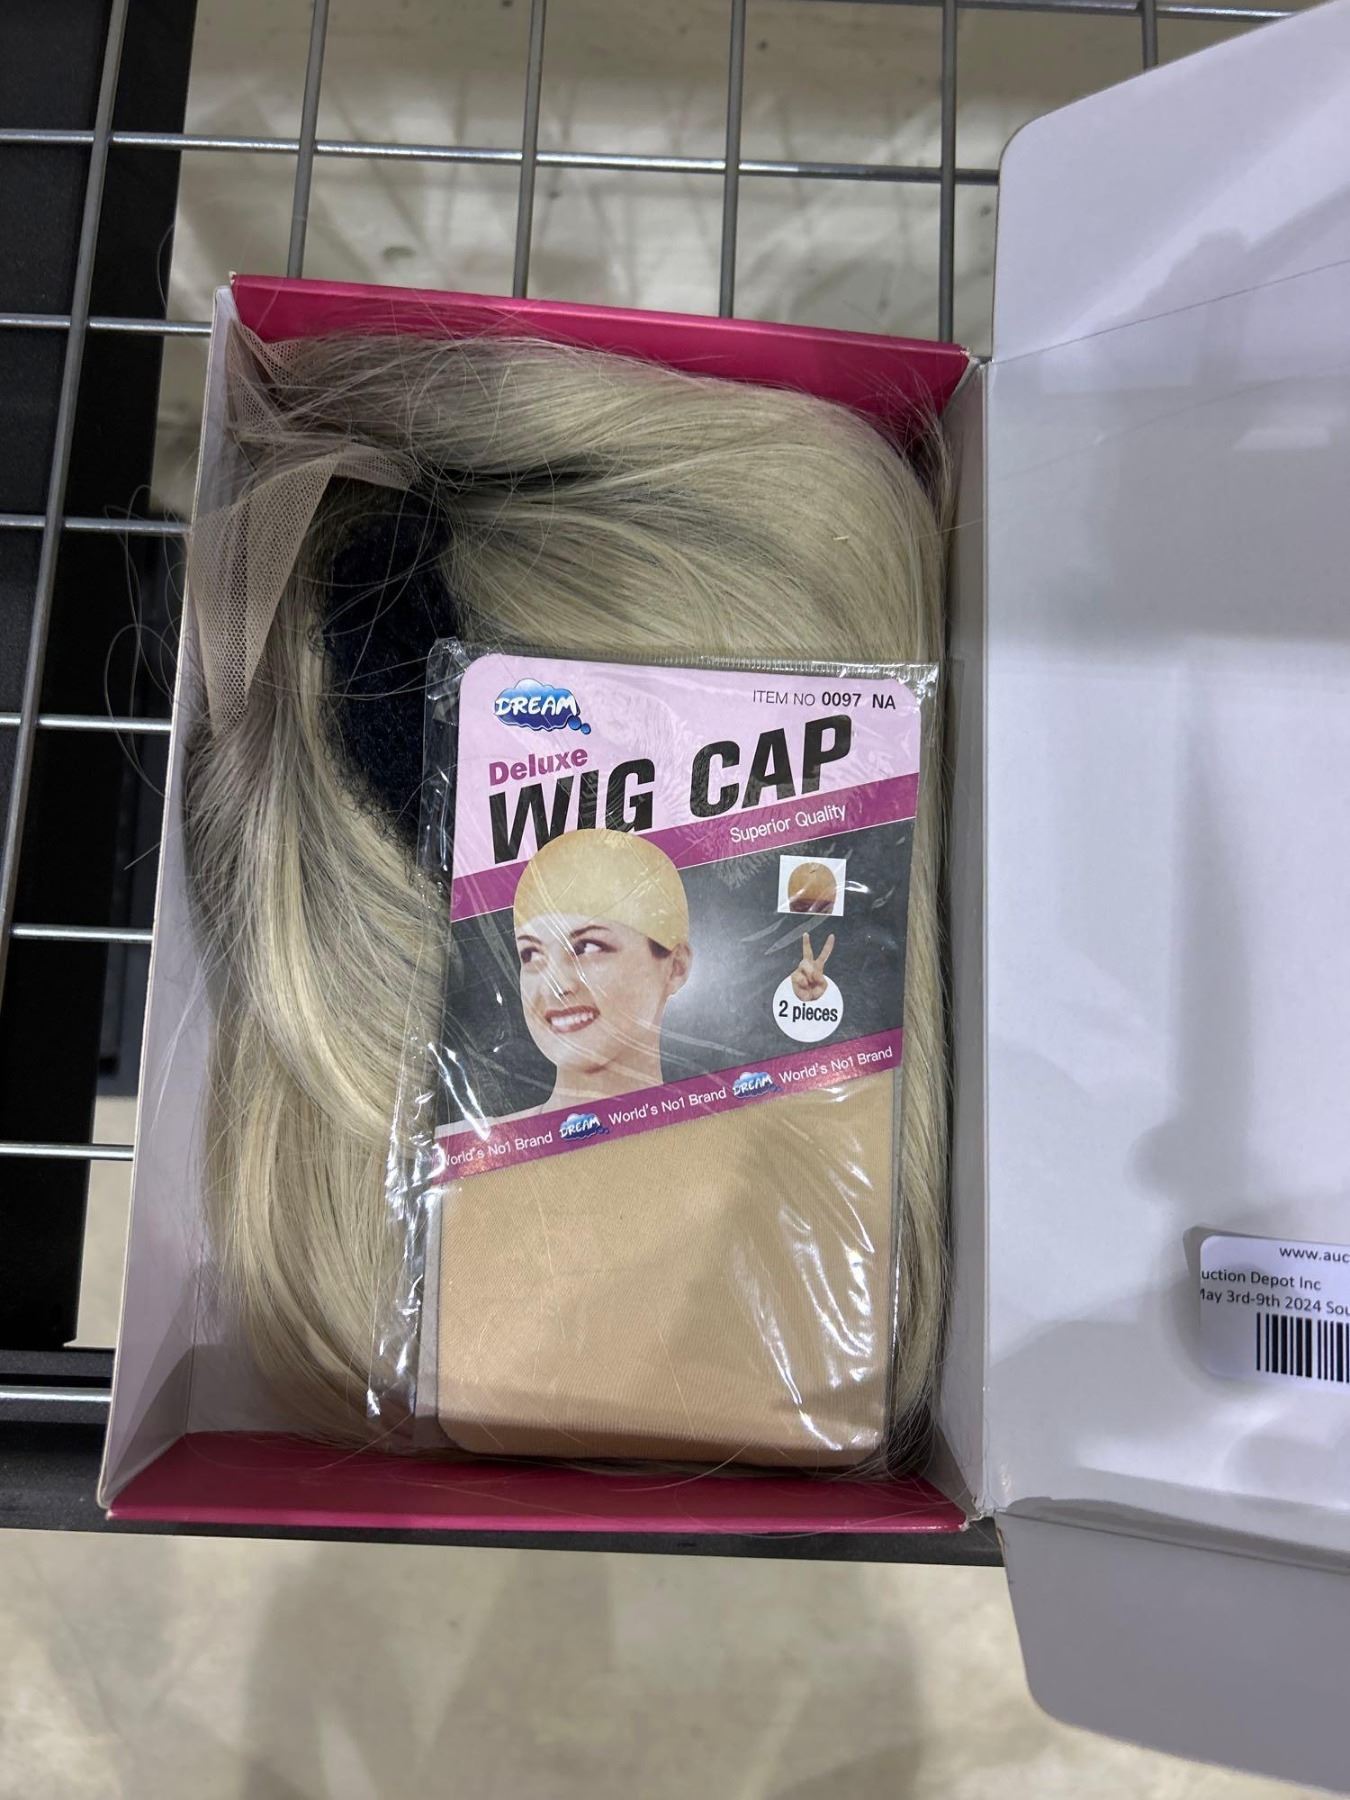 DREAM
ITEM NO 0097 NA
Deluxe
WIG CAP
Superior Quality
2 pieces
World's No1 Brand DREAM World's No1 Brand DREAM World's No1 Brand
www.auc
uction Depot Inc
May 3rd-9th 2024 Sou